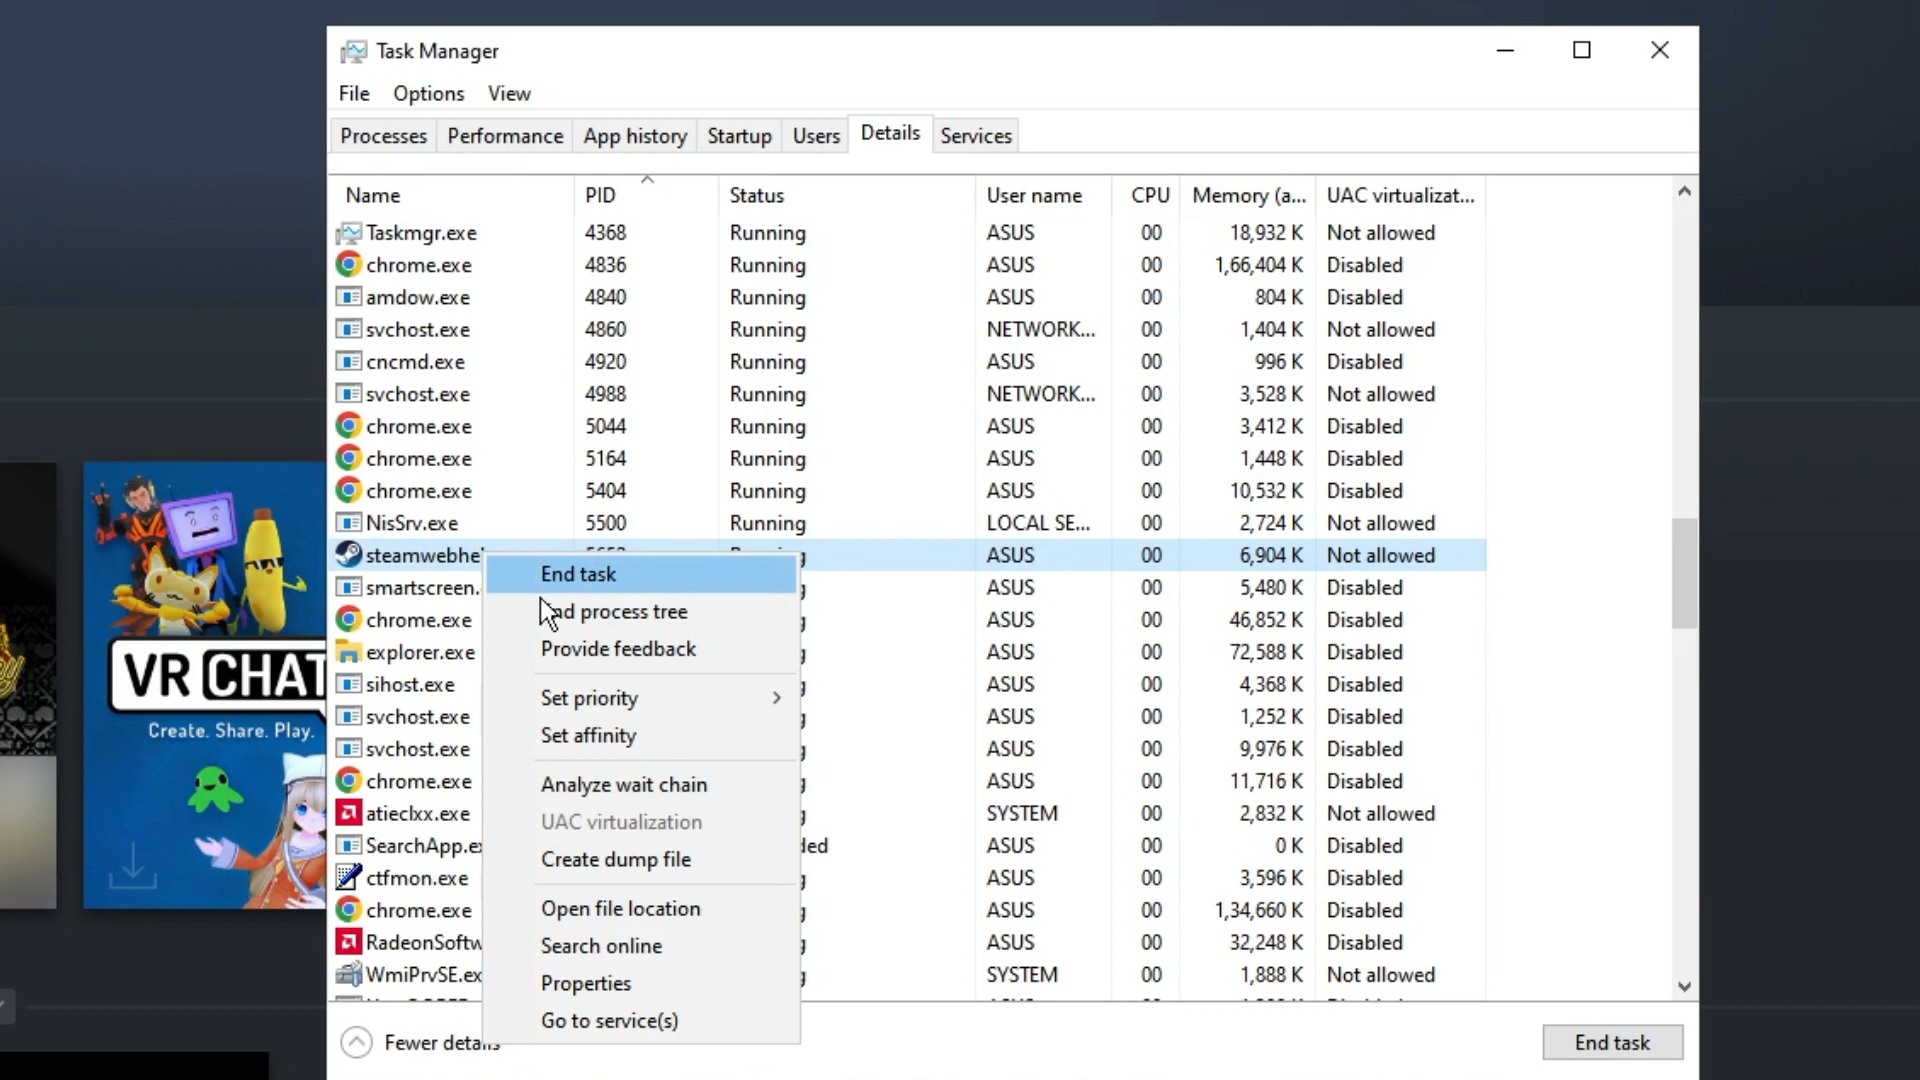 Task Manager
File Options View
Processes Performance App history Startup Users Details Services
Name PID Status User name CPU Memory (a... UAC virtualizat...
Taskmgr.exe 4368 Running ASUS 00 18,932 K Not allowed
chrome.exe 4836 Running ASUS 00 1,66,404 K Disabled
amdow.exe 4840 Running ASUS 00 804 K Disabled
svchost.exe 4860 Running NETWORK... 00 1,404 K Not allowed
cncmd.exe 4920 Running ASUS 00 996 K Disabled
svchost.exe 4988 Running NETWORK... 00 3,528 K Not allowed
chrome.exe 5044 Running ASUS 00 3,412 K Disabled
chrome.exe 5164 Running ASUS 00 1,448 K Disabled
chrome.exe 5404 Running ASUS 00 10,532 K Disabled
NisSrv.exe 5500 Running LOCAL SE... 00 2,724 K Not allowed
steamwebhe ASUS 00 6,904 K Not allowed
smartscreen. ASUS 00 5,480 K Disabled
chrome.exe ASUS 00 46,852 K Disabled
explorer.exe ASUS 00 72,588 K Disabled
sihost.exe ASUS 00 4,368 K Disabled
svchost.exe ASUS 00 1,252 K Disabled
svchost.exe ASUS 00 9,976 K Disabled
chrome.exe ASUS 00 11,716 K Disabled
atieclxx.exe SYSTEM 00 2,832 K Not allowed
SearchApp.ex ded ASUS 00 0 K Disabled
ctfmon.exe ASUS 00 3,596 K Disabled
chrome.exe ASUS 00 1,34,660 K Disabled
RadeonSoftw ASUS 00 32,248 K Disabled
WmiPrvSE.ex SYSTEM 00 1,888 K Not allowed
End task
nd process tree
Provide feedback
Set priority
Set affinity
Analyze wait chain
UAC virtualization
Create dump file
Open file location
Search online
Properties
Go to service(s)
Fewer details
End task
VR CHAT
Create. Share. Play.